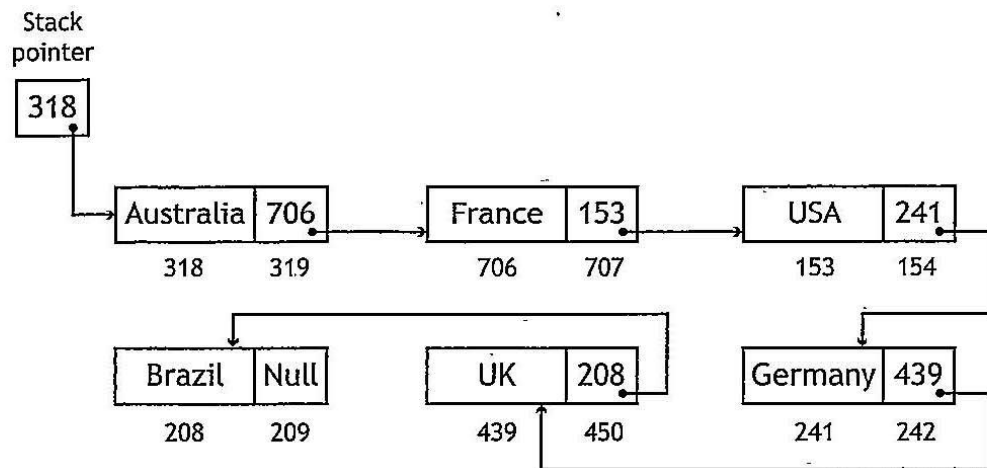 Stack
pointer
318
Australia 706 France 153 USA 241
318 319 706 707 153 154
Brazil Null UK 208 Germany 439
208 209 439 450 241 242